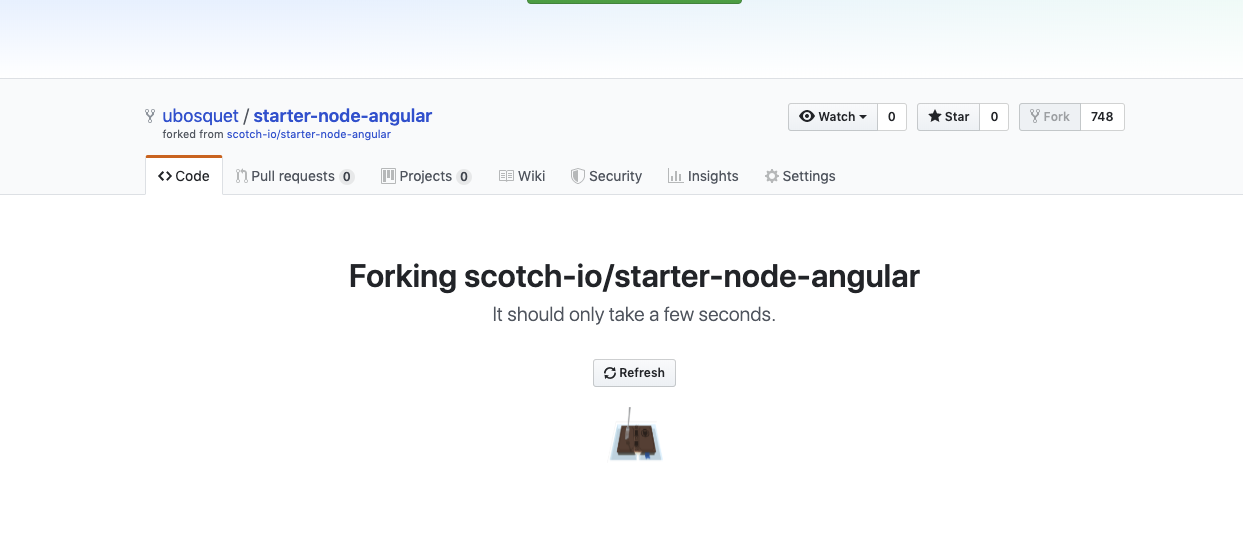 ubosquet / starter-node-angular
forked from scotch-io/starter-node-angular
Watch 0 Star 0 Fork 748
Code Pull requests 0 Projects 0 Wiki Security Insights Settings
Forking scotch-io/starter-node-angular
It should only take a few seconds.
Refresh